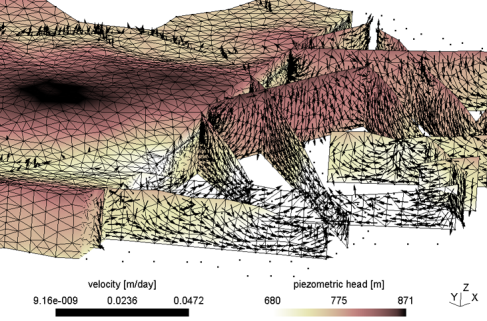 velocity [m/day]
9.16e-009 0.0236 0.0472
piezometric head [m]
680 775 871
Z
Y X